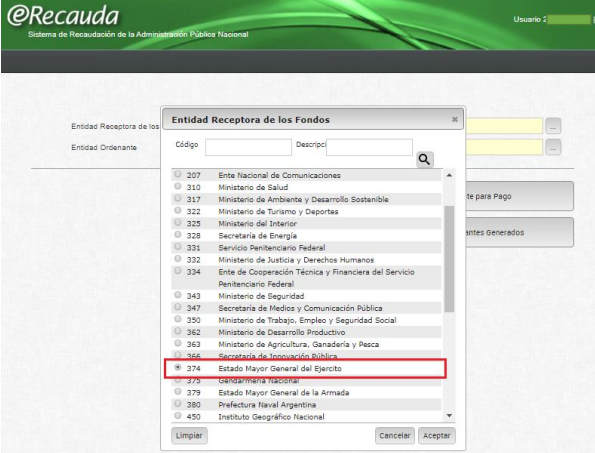 @Recauda
Usuario 2
Sistema de Recaudación de la Administración Pública Nacional
Entidad Receptora de los Fondos
Entidad Receptora de los
...
Código
Descripci
Entidad Ordenante
...
207 Ente Nacional de Comunicaciones
310 Ministerio de Salud
317 Ministerio de Ambiente y Desarrollo Sostenible
te para Pago
322 Ministerio de Turismo y Deportes
325 Ministerio del Interior
328 Secretaría de Energía
antes Generados
331 Servicio Penitenciario Federal
332 Ministerio de Justicia y Derechos Humanos
334 Ente de Cooperación Técnica y Financiera del Servicio
Penitenciario Federal
343 Ministerio de Seguridad
347 Secretaría de Medios y Comunicación Pública
350 Ministerio de Trabajo, Empleo y Seguridad Social
362 Ministerio de Desarrollo Productivo
363 Ministerio de Agricultura, Ganadería y Pesca
366 Secretaría de Innovación Pública
374 Estado Mayor General del Ejercito
375 Gendarmería Nacional
379 Estado Mayor General de la Armada
380 Prefectura Naval Argentina
450 Instituto Geográfico Nacional
Limpiar
Cancelar
Aceptar